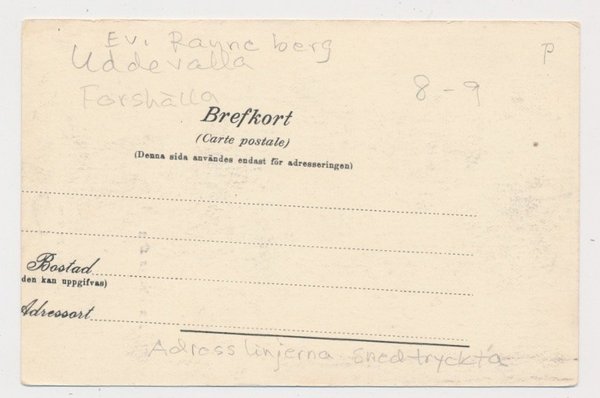 Ev. Ranneberg
Uddevalla
Forshälla
P
8-9
Brefkort
(Carte postale)
(Denna sida användes endast för adresseringen)
Bostad
den kan uppgifvas)
Adressort
Adresslinjerna snedtryckta